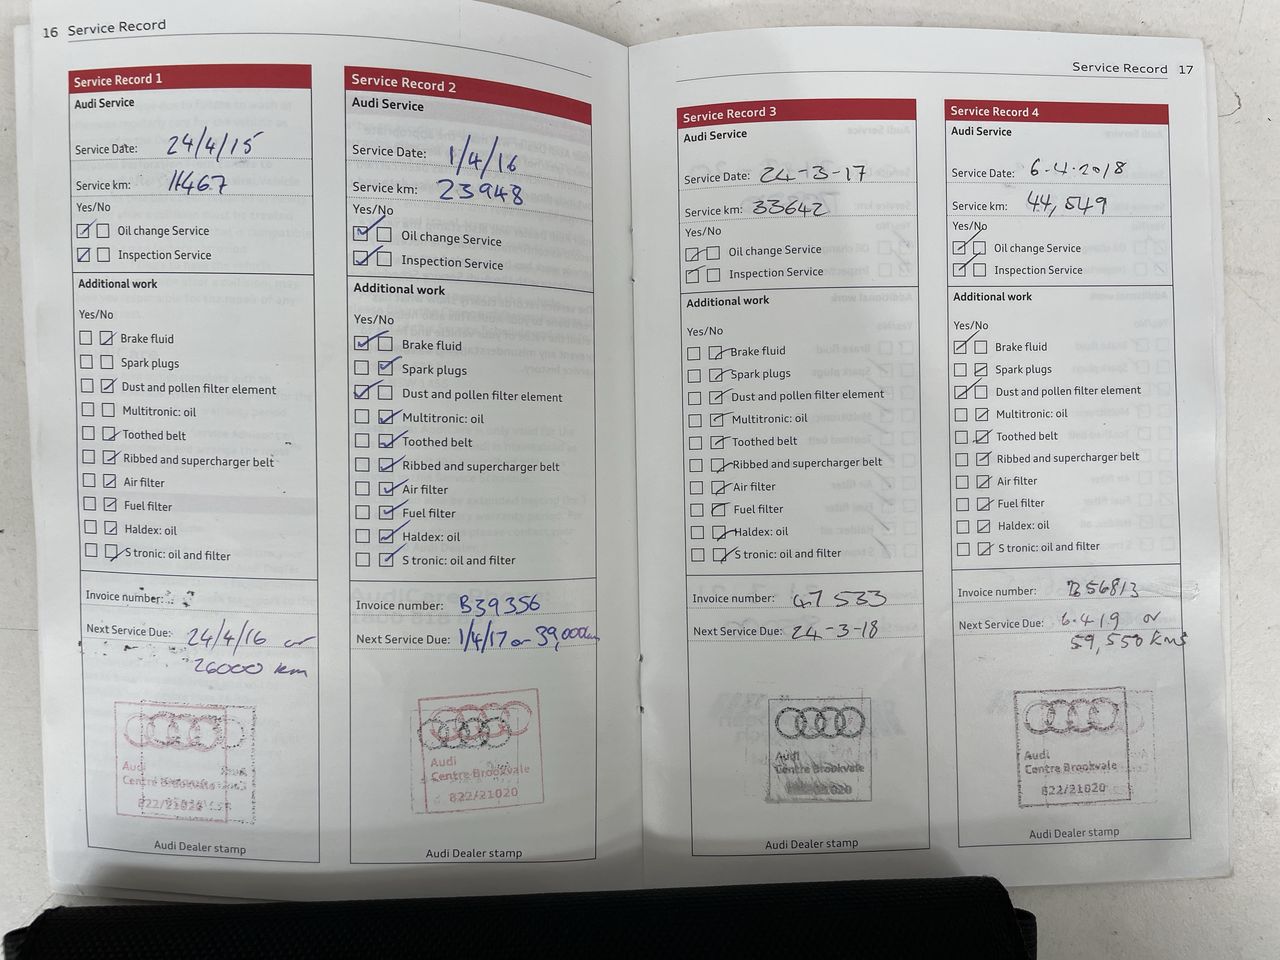 16 Service Record
Service Record 1
Audi Service
Service Date: 24/4/15
Service km: 11467
Yes/No
Oil change Service
Inspection Service
Additional work
Yes/No
Brake fluid
Spark plugs
Dust and pollen filter element
Multitronic: oil
Toothed belt
Ribbed and supercharger belt
Air filter
Fuel filter
Haldex: oil
S tronic: oil and filter
Invoice number:
Next Service Due: 24/4/16 or
26000 km
Audi
Centre Brookvale
822/21020
Audi Dealer stamp
Service Record 2
Audi Service
Service Date: 1/4/16
Service km: 23948
Yes/No
Oil change Service
Inspection Service
Additional work
Yes/No
Brake fluid
Spark plugs
Dust and pollen filter element
Multitronic: oil
Toothed belt
Ribbed and supercharger belt
Air filter
Fuel filter
Haldex: oil
S tronic: oil and filter
Invoice number: B39356
Next Service Due: 1/4/17 or 39,000km
Audi
Centre Brookvale
822/21020
Audi Dealer stamp
Service Record 17
Service Record 3
Audi Service
Service Date: 24-3-17
Service km: 33642
Yes/No
Oil change Service
Inspection Service
Additional work
Yes/No
Brake fluid
Spark plugs
Dust and pollen filter element
Multitronic: oil
Toothed belt
Ribbed and supercharger belt
Air filter
Fuel filter
Haldex: oil
S tronic: oil and filter
Invoice number: 47533
Next Service Due: 24-3-18
Audi
Centre Brookvale
Audi Dealer stamp
Service Record 4
Audi Service
Service Date: 6.4.2018
Service km: 44,549
Yes/No
Oil change Service
Inspection Service
Additional work
Yes/No
Brake fluid
Spark plugs
Dust and pollen filter element
Multitronic: oil
Toothed belt
Ribbed and supercharger belt
Air filter
Fuel filter
Haldex: oil
S tronic: oil and filter
Invoice number: B56813
Next Service Due: 6.4.19 or
59,550 kms
Audi
Centre Brookvale
822/21020
Audi Dealer stamp